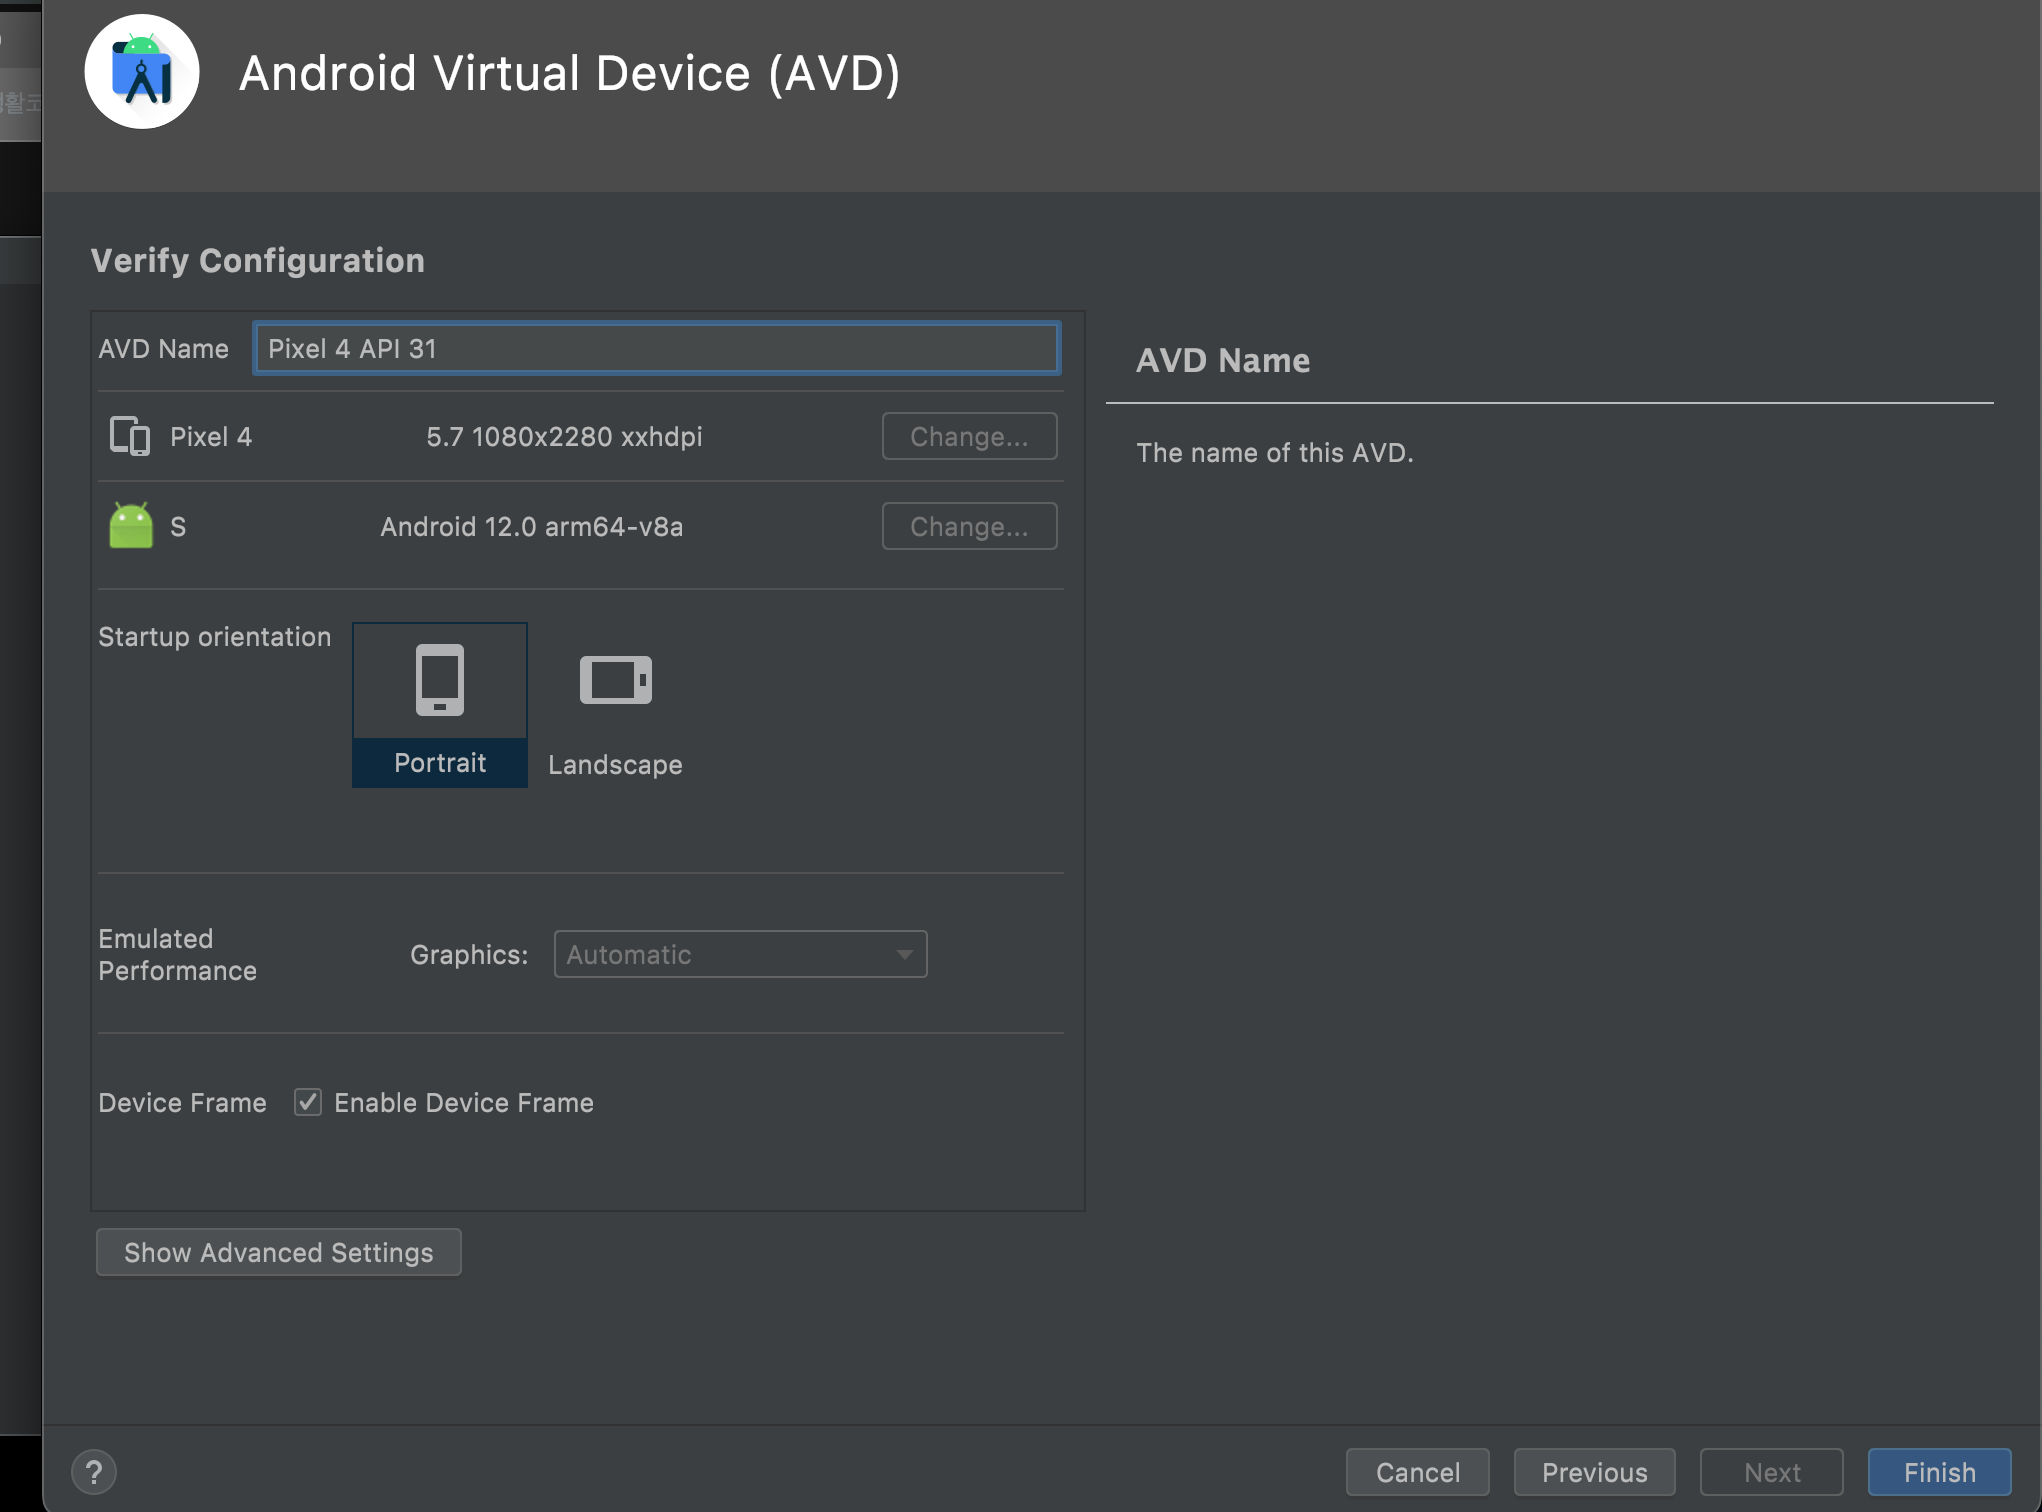 Android Virtual Device (AVD)
Verify Configuration
AVD Name
Pixel 4 API 31
Pixel 4
5.7 1080x2280 xxhdpi
Change...
S
Android 12.0 arm64-v8a
Change...
Startup orientation
Portrait
Landscape
Emulated
Performance
Graphics:
Automatic
Device Frame
Enable Device Frame
Show Advanced Settings
AVD Name
The name of this AVD.
?
Cancel
Previous
Next
Finish